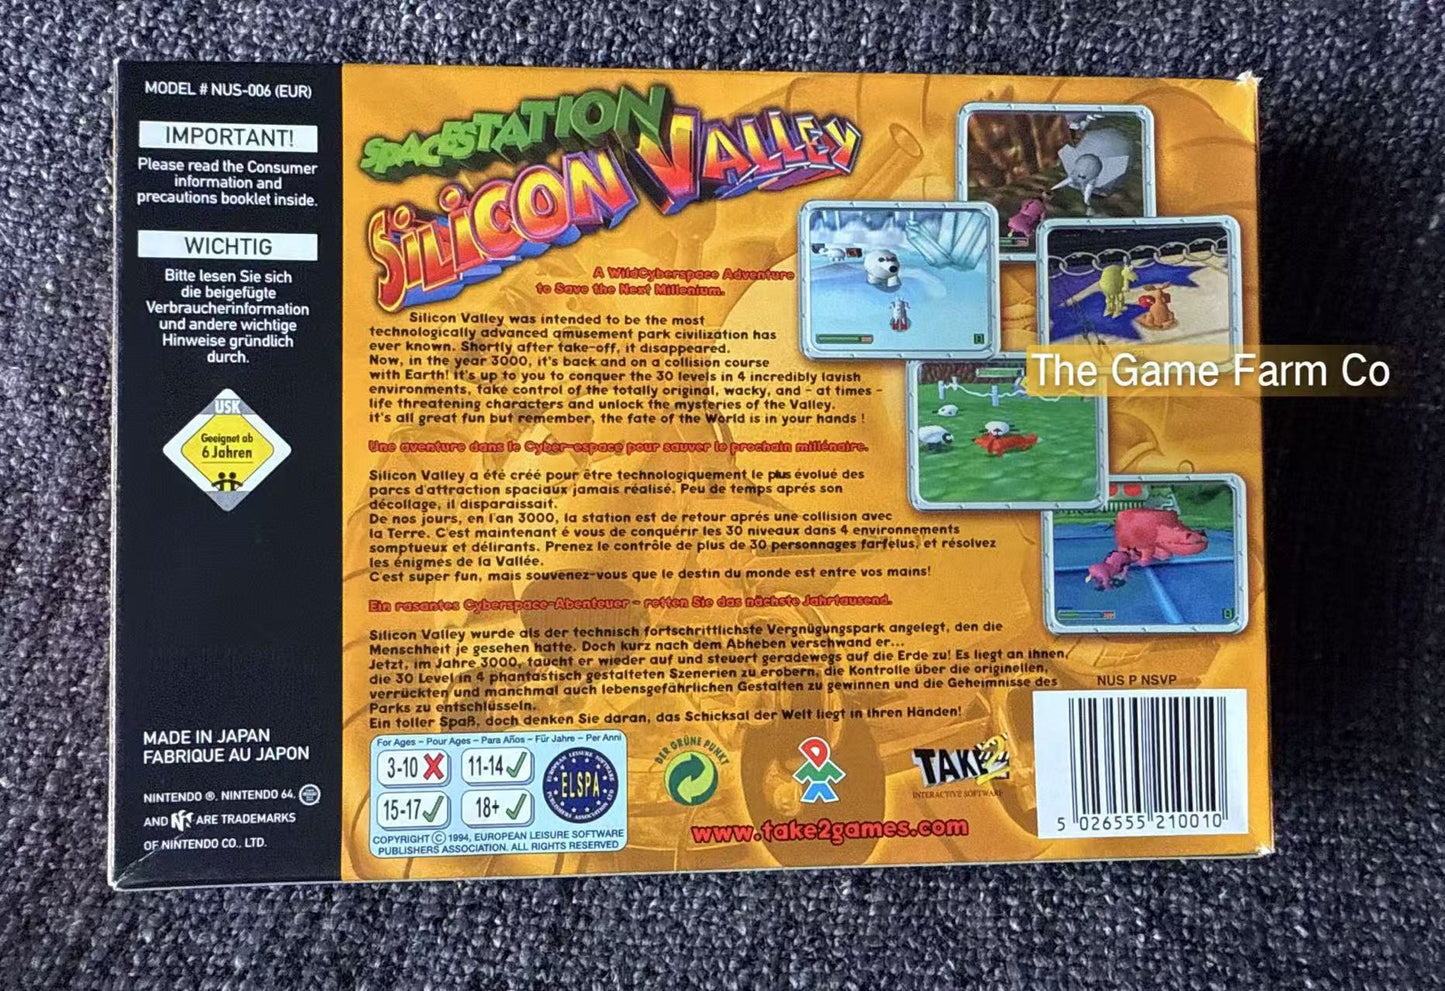 MODEL # NUS-006 (EUR)
IMPORTANT!
Please read the Consumer
information and
precautions booklet inside.
WICHTIG
Bitte lesen Sie sich
die beigefügte
Verbraucherinformation
und andere wichtige
Hinweise gründlich
durch.
USK
Geeignet ab
6 Jahren
MADE IN JAPAN
FABRIQUE AU JAPON
NINTENDO ®, NINTENDO 64,
AND N ARE TRADEMARKS
OF NINTENDO CO., LTD.
SPACESTATION
SiLiCON VALLEY
A WildCyberspace Adventure
to Save the Next Millenium.
Silicon Valley was intended to be the most
technologically advanced amusement park civilization has
ever known. Shortly after take-off, it disappeared.
Now, in the year 3000, it's back and on a collision course
with Earth! it's up to you to conquer the 30 levels in 4 incredibly lavish
environments, take control of the totally original, wacky, and - at times -
life threatening characters and unlock the mysteries of the Valley.
it's all great fun but remember, the fate of the World is in your hands !
Une aventure dans le Cyber-espace pour sauver le prochain millénaire.
Silicon Valley a été créé pour être technologiquement le plus évolué des
parcs d'attraction spaciaux jamais réalisé. Peu de temps aprés son
décollage, il disparaissait.
De nos jours, en l'an 3000, la station est de retour aprés une collision avec
la Terre. C'est maintenant é vous de conquérir les 30 niveaux dans 4 environnements
somptueux et délirants. Prenez le contrôle de plus de 30 personnages farfelus, et résolvez
les énigmes de la Vallée.
C'est super fun, mais souvenez-vous que le destin du monde est entre vos mains!
Ein rasantes Cyberspace-Abenteuer - retten Sie das nächste Jahrtausend.
Silicon Valley wurde als der technisch fortschrittlichste Vergnügungspark angelegt, den die
Menschheit je gesehen hatte. Doch kurz nach dem Abheben verschwand er...
Jetzt, im Jahre 3000, taucht er wieder auf und steuert geradewegs auf die Erde zu! Es liegt an ihnen,
die 30 Level in 4 phantastisch gestalteten Szenerien zu erobern, die Kontrolle über die originellen,
verrückten und manchmal auch lebensgefährlichen Gestalten zu gewinnen und die Geheimnisse des
Parks zu entschlüsseln.
Ein toller Spaß, doch denken Sie daran, das Schicksal der Welt liegt in ihren Händen!
The Game Farm Co
NUS P NSVP
For Ages - Pour Ages - Para Años - Für Jahre - Per Anni
3-10 11-14
15-17 18+
EUROPEAN LEISURE SOFTWARE
ELSPA
PUBLISHERS ASSOCIATION LTD
COPYRIGHT © 1994, EUROPEAN LEISURE SOFTWARE
PUBLISHERS ASSOCIATION. ALL RIGHTS RESERVED
DER GRÜNE PUNKT
D
TAKE 2
INTERACTIVE SOFTWARE
www.take2games.com
5 026555 210010